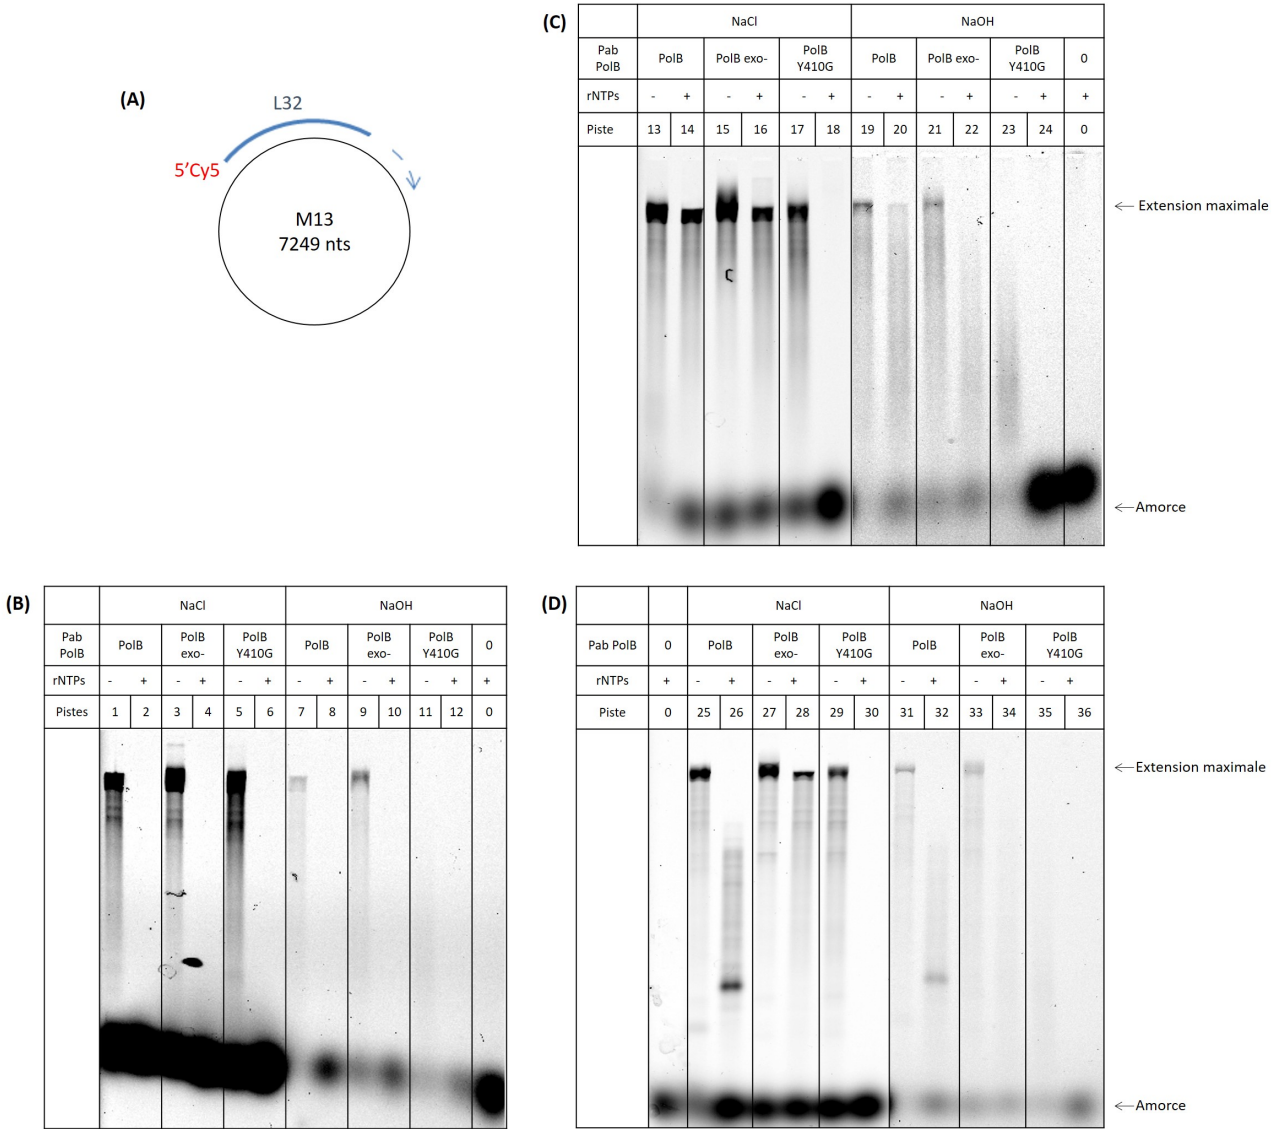 (A)
L32
5'Cy5
M13
7249 nts
(C)
NaCl NaOH
Pab PolB PolB PolB exo- PolB Y410G PolB PolB exo- PolB Y410G 0
rNTPs - + - + - + - + - + - + +
Piste 13 14 15 16 17 18 19 20 21 22 23 24 0
Extension maximale
Amorce
(B)
NaCl NaOH
Pab PolB PolB PolB exo- PolB Y410G PolB PolB exo- PolB Y410G 0
rNTPs - + - + - + - + - + - + +
Pistes 1 2 3 4 5 6 7 8 9 10 11 12 0
(D)
NaCl NaOH
Pab PolB 0 PolB PolB exo- PolB Y410G PolB PolB exo- PolB Y410G
rNTPs + - + - + - + - + - + - +
Piste 0 25 26 27 28 29 30 31 32 33 34 35 36
Extension maximale
Amorce